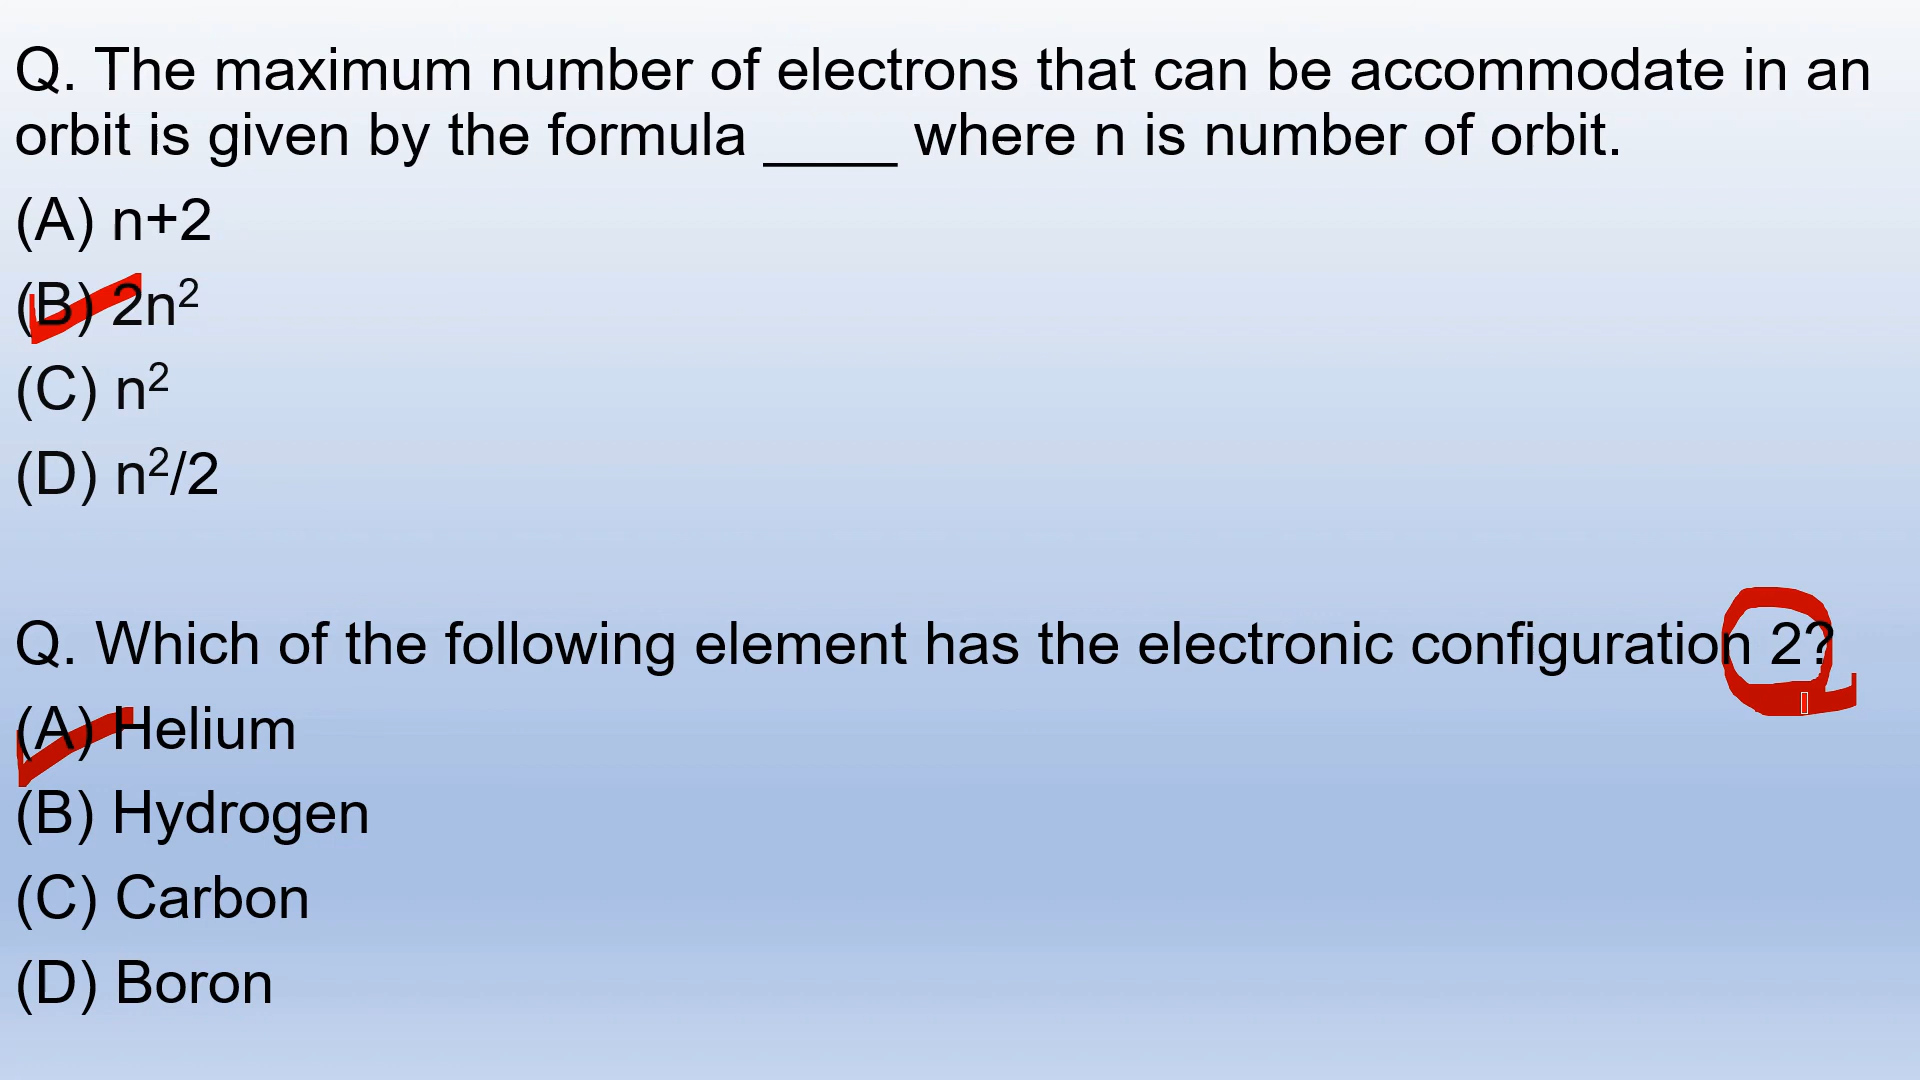 Q. The maximum number of electrons that can be accommodate in an
orbit is given by the formula ____ where n is number of orbit.
(A) n+2
(B) 2n²
(C) n²
(D) n²/2
Q. Which of the following element has the electronic configuration 2?
(A) Helium
(B) Hydrogen
(C) Carbon
(D) Boron